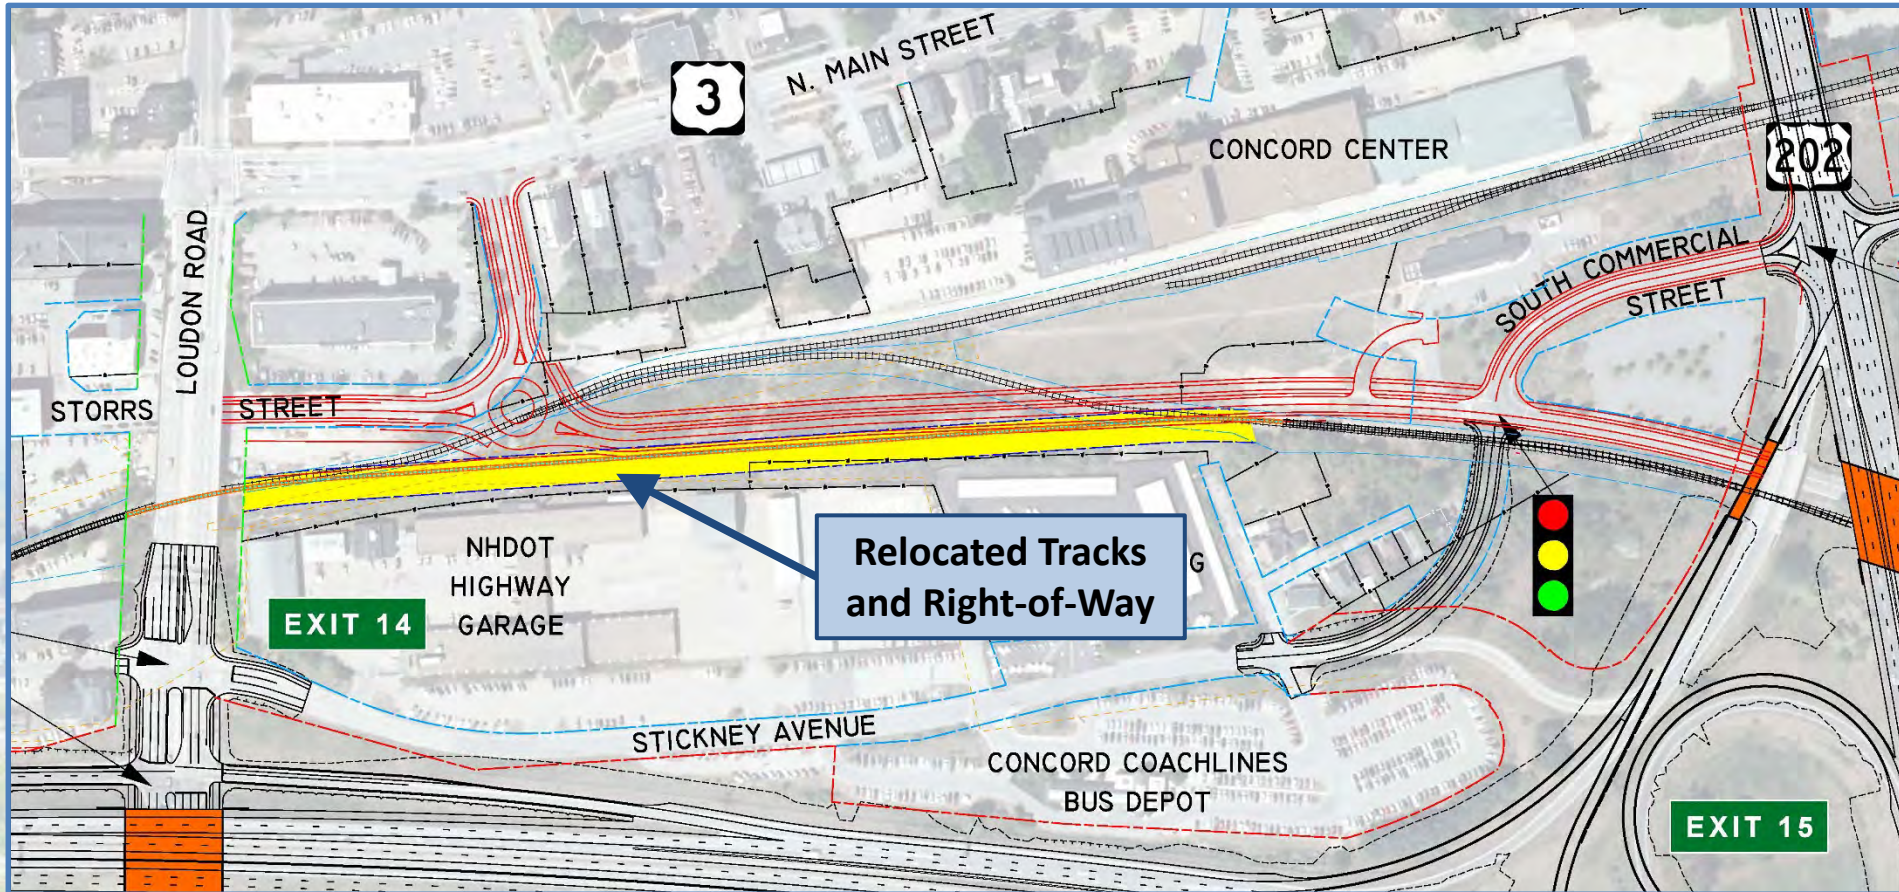 N. MAIN STREET
3
CONCORD CENTER
202
LOUDON ROAD
SOUTH COMMERCIAL
STREET
STORRS
STREET
NHDOT
HIGHWAY
GARAGE
Relocated Tracks
and Right-of-Way
G
EXIT 14
STICKNEY AVENUE
CONCORD COACHLINES
BUS DEPOT
EXIT 15